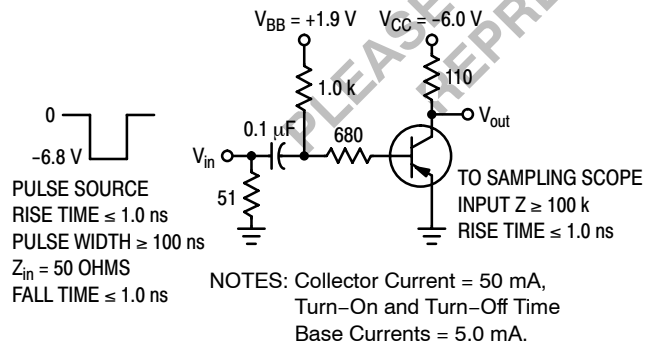 V_BB = +1.9 V
V_CC = −6.0 V
PLEASE
REPRE
1.0 k
110
V_out
0
−6.8 V
0.1 μF
680
V_in
51
PULSE SOURCE
RISE TIME ≤ 1.0 ns
PULSE WIDTH ≥ 100 ns
Z_in = 50 OHMS
FALL TIME ≤ 1.0 ns
TO SAMPLING SCOPE
INPUT Z ≥ 100 k
RISE TIME ≤ 1.0 ns
NOTES: Collector Current = 50 mA,
Turn−On and Turn−Off Time
Base Currents = 5.0 mA.